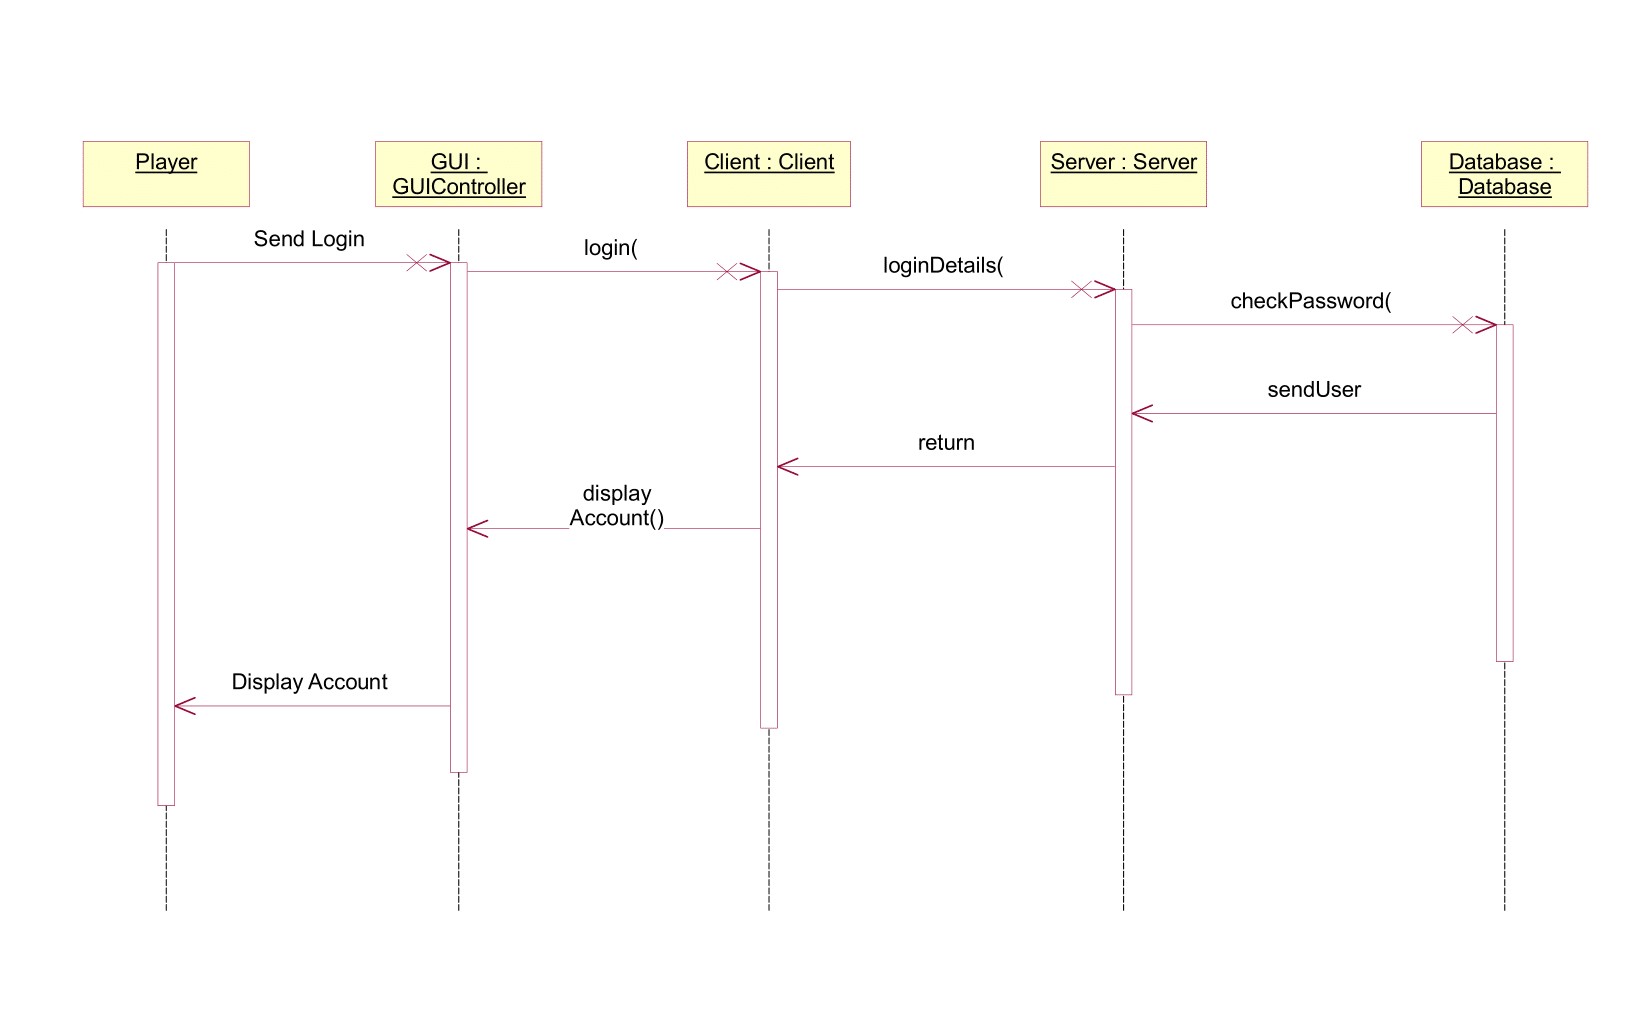 Player
GUI :
GUIController
Client : Client
Server : Server
Database :
Database
Send Login
login(
loginDetails(
checkPassword(
sendUser
return
display
Account()
Display Account